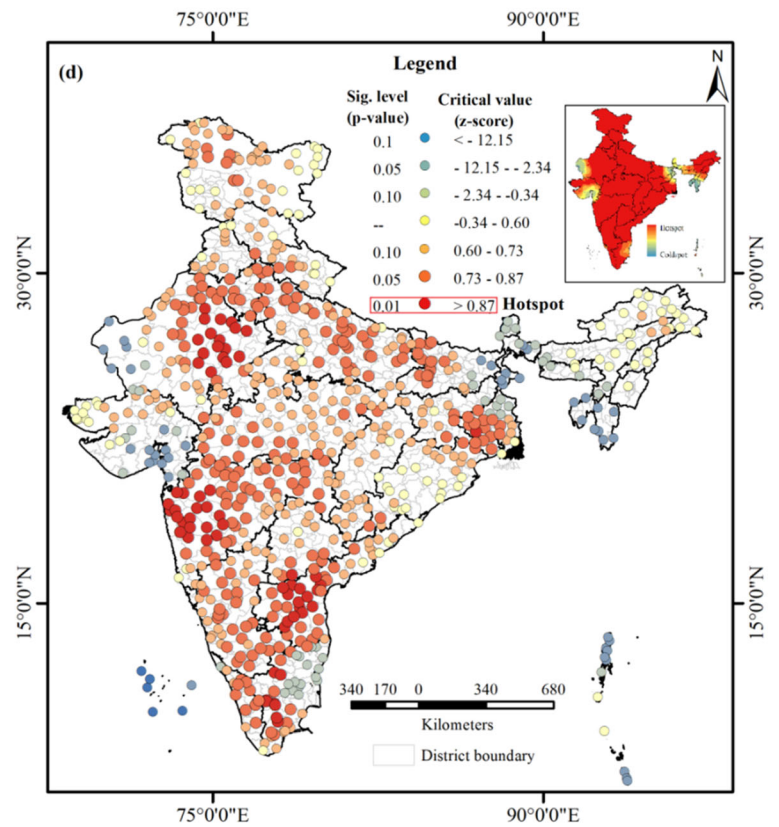 75°0'0"E 90°0'0"E
(d)
Legend
N
Sig. level (p-value) Critical value (z-score)
0.1 < - 12.15
0.05 - 12.15 - - 2.34
0.10 - 2.34 - -0.34
-- -0.34 - 0.60
0.10 0.60 - 0.73
0.05 0.73 - 0.87
0.01 > 0.87 Hotspot
Hotspot
Coldspot
30°0'0"N 30°0'0"N
15°0'0"N 15°0'0"N
340 170 0 340 680
Kilometers
District boundary
75°0'0"E 90°0'0"E